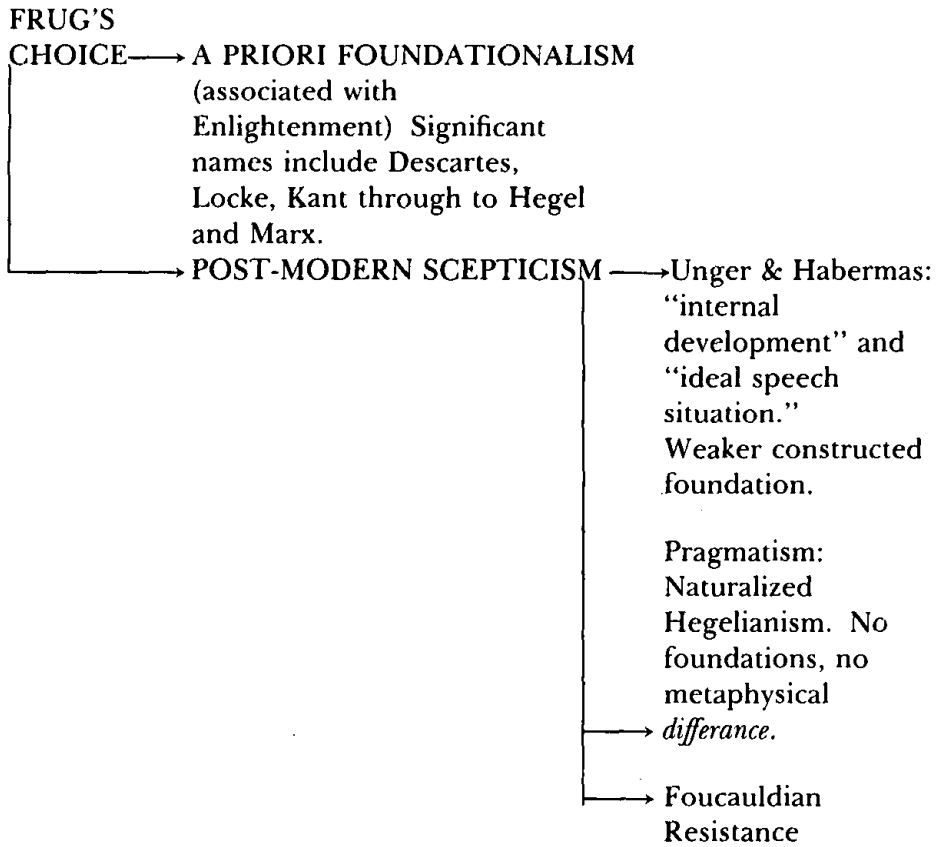 FRUG'S
CHOICE → A PRIORI FOUNDATIONALISM
(associated with
Enlightenment) Significant
names include Descartes,
Locke, Kant through to Hegel
and Marx.
→ POST-MODERN SCEPTICISM → Unger & Habermas:
"internal
development" and
"ideal speech
situation."
Weaker constructed
foundation.
Pragmatism:
Naturalized
Hegelianism. No
foundations, no
metaphysical
→ differance.
→ Foucauldian
Resistance